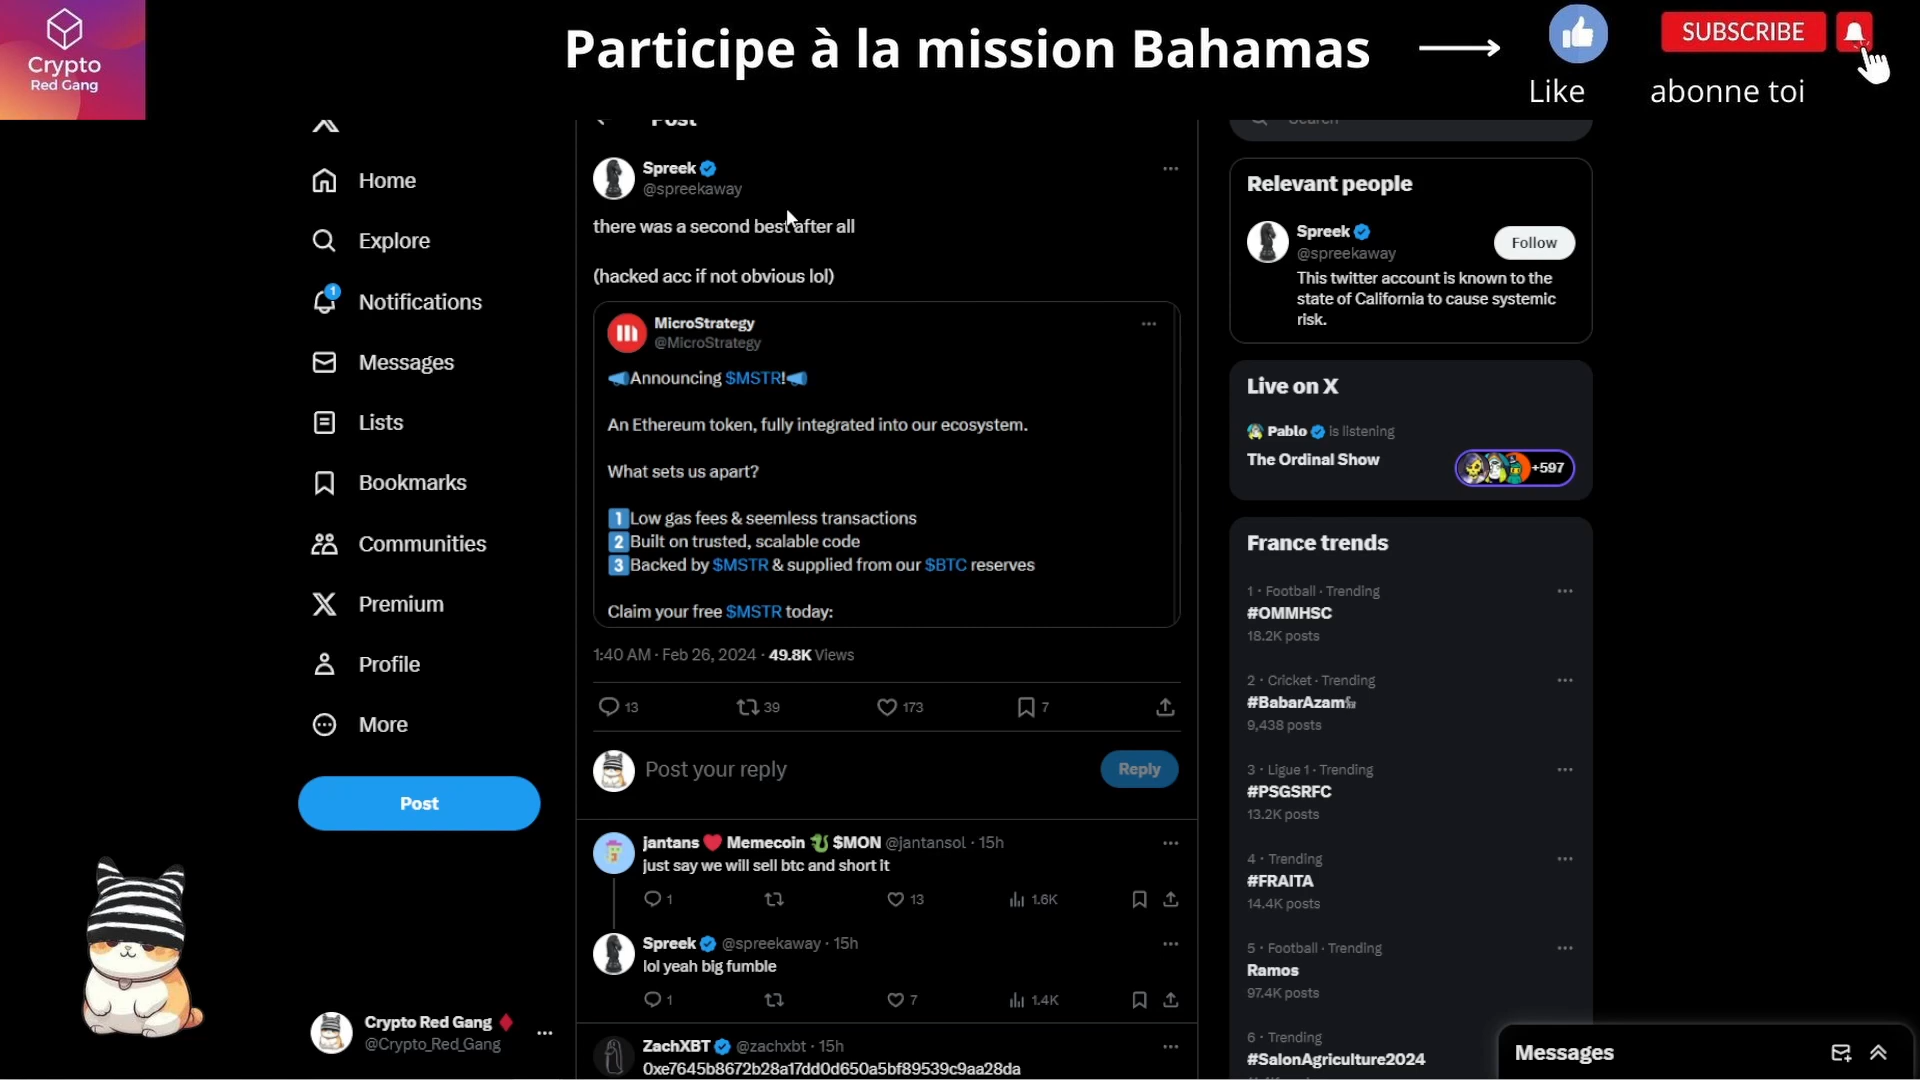 Crypto
Red Gang
Participe à la mission Bahamas
Like
SUBSCRIBE
abonne toi
Home
Explore
1
Notifications
Messages
Lists
Bookmarks
Communities
Premium
Profile
More
Post
Crypto Red Gang
@Crypto_Red_Gang
Post
Spreek
@spreekaway
there was a second best after all
(hacked acc if not obvious lol)
MicroStrategy
@MicroStrategy
📣Announcing $MSTR!📣
An Ethereum token, fully integrated into our ecosystem.
What sets us apart?
1️⃣Low gas fees & seemless transactions
2️⃣Built on trusted, scalable code
3️⃣Backed by $MSTR & supplied from our $BTC reserves
Claim your free $MSTR today:
1:40 AM · Feb 26, 2024 · 49.8K Views
13 39 173 7
Post your reply
Reply
jantans ❤️ Memecoin 🐉 $MON @jantansol · 15h
just say we will sell btc and short it
1 13 1.6K
Spreek @spreekaway · 15h
lol yeah big fumble
1 7 1.4K
ZachXBT @zachxbt · 15h
0xe7645b8672b28a17dd0d650a5bf89539c9aa28da
Search
Relevant people
Spreek
@spreekaway
Follow
This twitter account is known to the
state of California to cause systemic
risk.
Live on X
Pablo is listening
The Ordinal Show
+597
France trends
1 · Football · Trending
#OMMHSC
18.2K posts
2 · Cricket · Trending
#BabarAzam
9,438 posts
3 · Ligue 1 · Trending
#PSGSRFC
13.2K posts
4 · Trending
#FRAITA
14.4K posts
5 · Football · Trending
Ramos
97.4K posts
6 · Trending
#SalonAgriculture2024
Messages